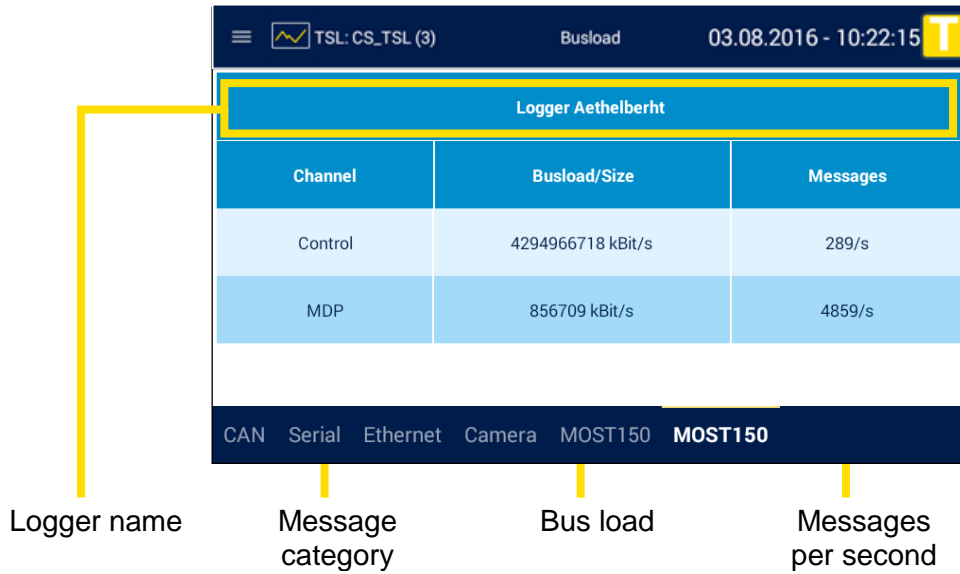 TSL: CS_TSL (3) Busload 03.08.2016 - 10:22:15 T
Logger Aethelberht
Channel Busload/Size Messages
Control 4294966718 kBit/s 289/s
MDP 856709 kBit/s 4859/s
CAN Serial Ethernet Camera MOST150 MOST150
Logger name Message Bus load Messages
category per second